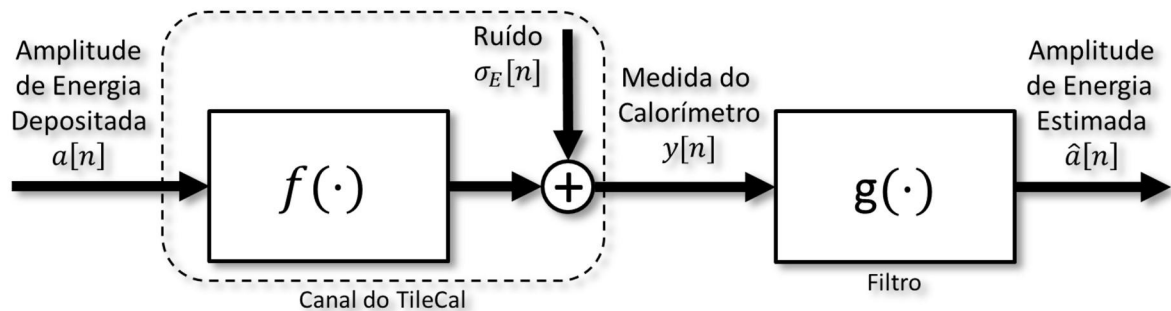 Amplitude
de Energia
Depositada
a[n]
f(·)
Ruído
σ_E[n]
+
Canal do TileCal
Medida do
Calorímetro
y[n]
g(·)
Filtro
Amplitude
de Energia
Estimada
â[n]